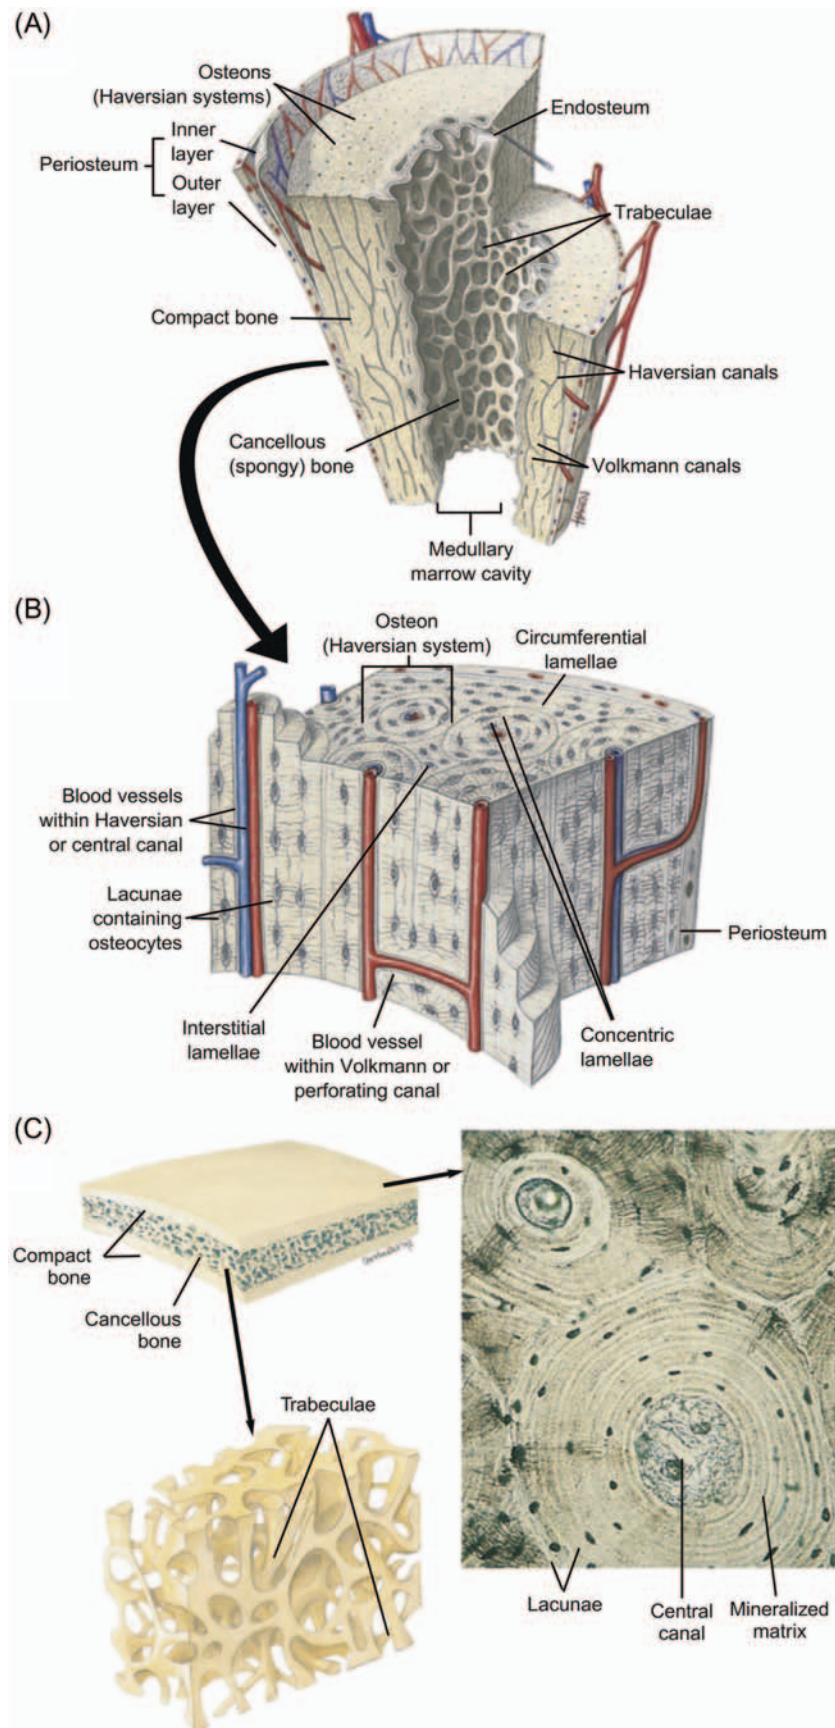 (A)
Osteons
(Haversian systems)
Endosteum
Periosteum
Inner
layer
Outer
layer
Trabeculae
Compact bone
Haversian canals
Cancellous
(spongy) bone
Volkmann canals
Medullary
marrow cavity
(B)
Osteon
(Haversian system)
Circumferential
lamellae
Blood vessels
within Haversian
or central canal
Lacunae
containing
osteocytes
Periosteum
Interstitial
lamellae
Blood vessel
within Volkmann or
perforating canal
Concentric
lamellae
(C)
Compact
bone
Cancellous
bone
Trabeculae
Lacunae
Central
canal
Mineralized
matrix